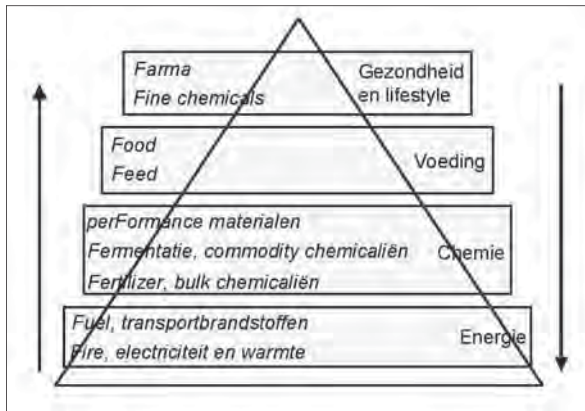 Farma
Fine chemicals
Gezondheid
en lifestyle
Food
Feed
Voeding
perFormance materialen
Fermentatie, commodity chemicaliën
Fertilizer, bulk chemicaliën
Chemie
Fuel, transportbrandstoffen
Fire, electriciteit en warmte
Energie